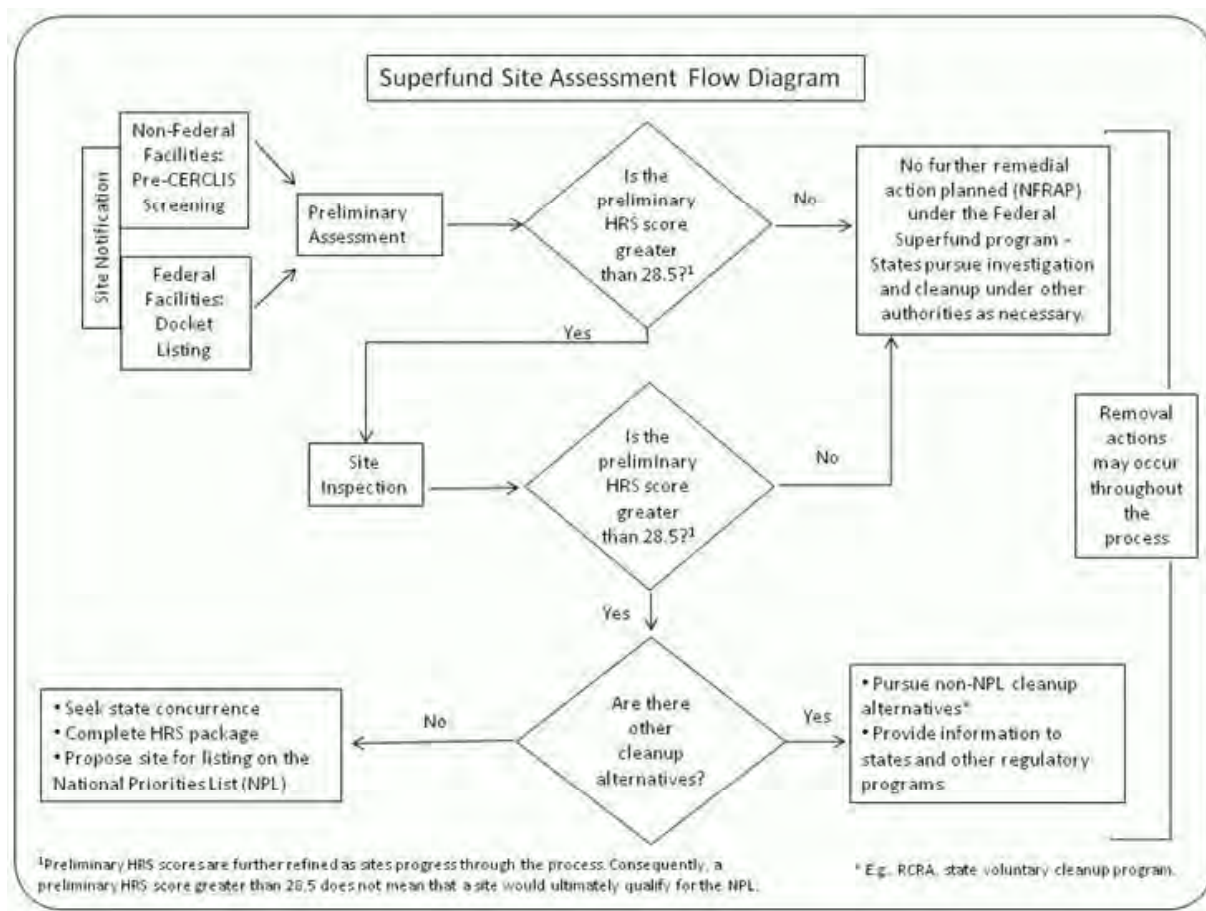 Superfund Site Assessment Flow Diagram
Site Notification
Non-Federal
Facilities:
Pre-CERCLIS
Screening
Federal
Facilities:
Docket
Listing
Preliminary
Assessment
Is the
preliminary
HRS score
greater
than 28.5?¹
No
No further remedial
action planned (NFRAP)
under the Federal
Superfund program –
States pursue investigation
and cleanup under other
authorities as necessary.
Yes
Site
Inspection
Is the
preliminary
HRS score
greater
than 28.5?¹
No
Removal
actions
may occur
throughout
the
process
Yes
Are there
other
cleanup
alternatives?
No
• Seek state concurrence
• Complete HRS package
• Propose site for listing on the
National Priorities List (NPL)
Yes
• Pursue non-NPL cleanup
alternatives*
• Provide information to
states and other regulatory
programs
¹Preliminary HRS scores are further refined as sites progress through the process. Consequently, a
preliminary HRS score greater than 28.5 does not mean that a site would ultimately qualify for the NPL.
* E.g., RCRA, state voluntary cleanup program.